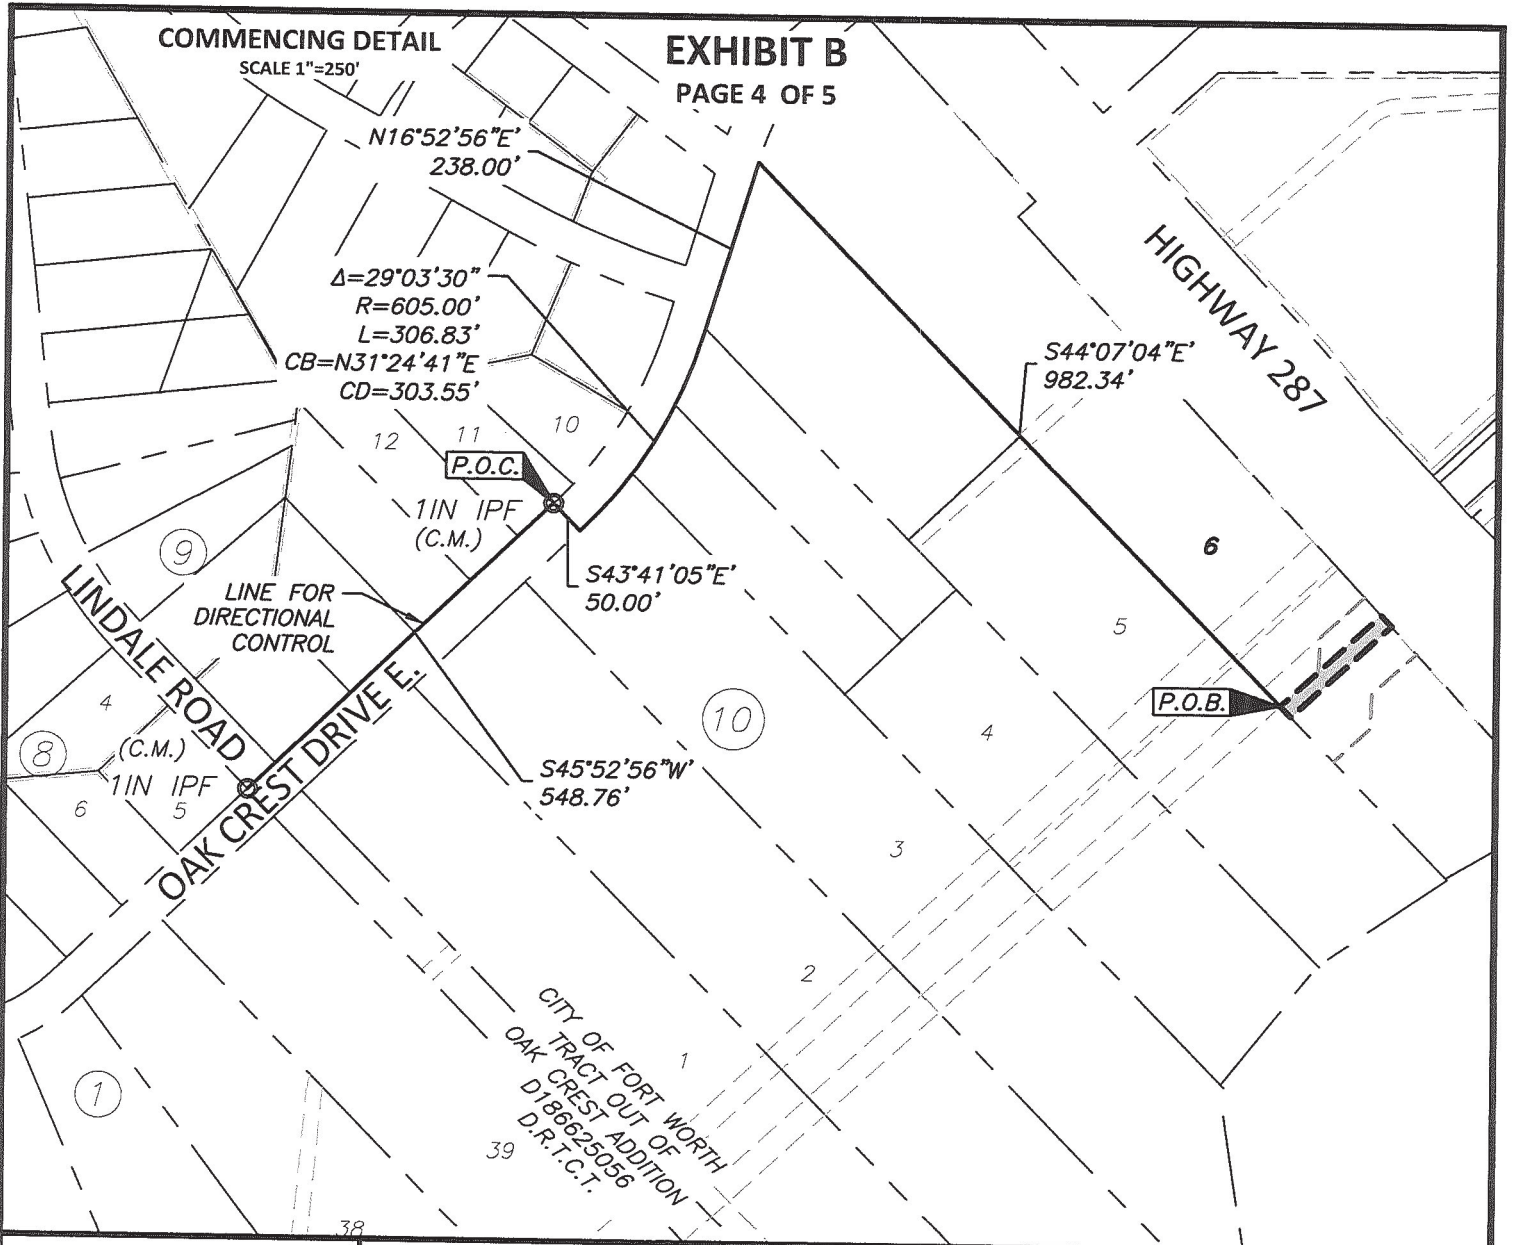 COMMENCING DETAIL
SCALE 1"=250'
EXHIBIT B
PAGE 4 OF 5
N16°52'56"E'
238.00'
Δ=29°03'30"
R=605.00'
L=306.83'
CB=N31°24'41"E
CD=303.55'
HIGHWAY 287
S44°07'04"E'
982.34'
12
11
10
P.O.C.
1IN IPF
(C.M.)
9
S43°41'05"E'
50.00'
LINE FOR
DIRECTIONAL
CONTROL
LINDALE ROAD
6
5
P.O.B.
4
8
(C.M.)
1IN IPF
6
5
OAK CREST DRIVE E.
10
4
S45°52'56"W'
548.76'
3
2
1
CITY OF FORT WORTH
TRACT OUT OF
OAK CREST ADDITION
D186625056
D.R.T.C.T.
1
39
38